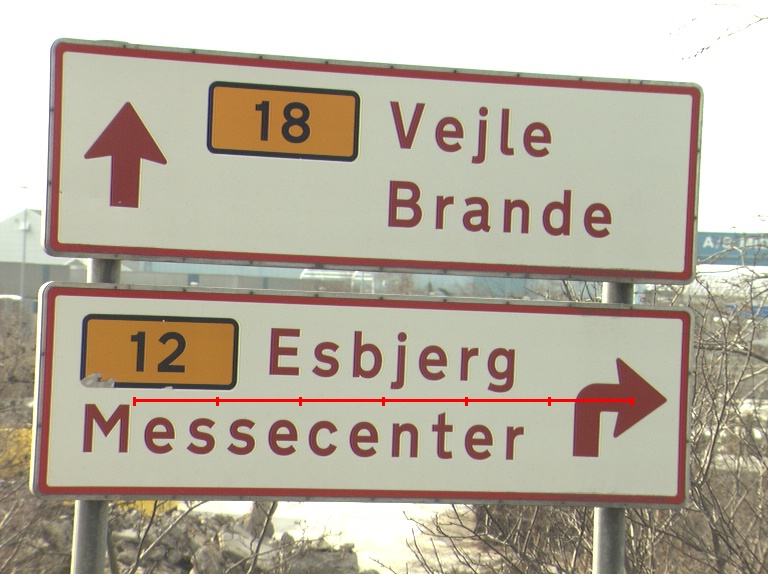 18 Vejle
Brande
12 Esbjerg
Messecenter